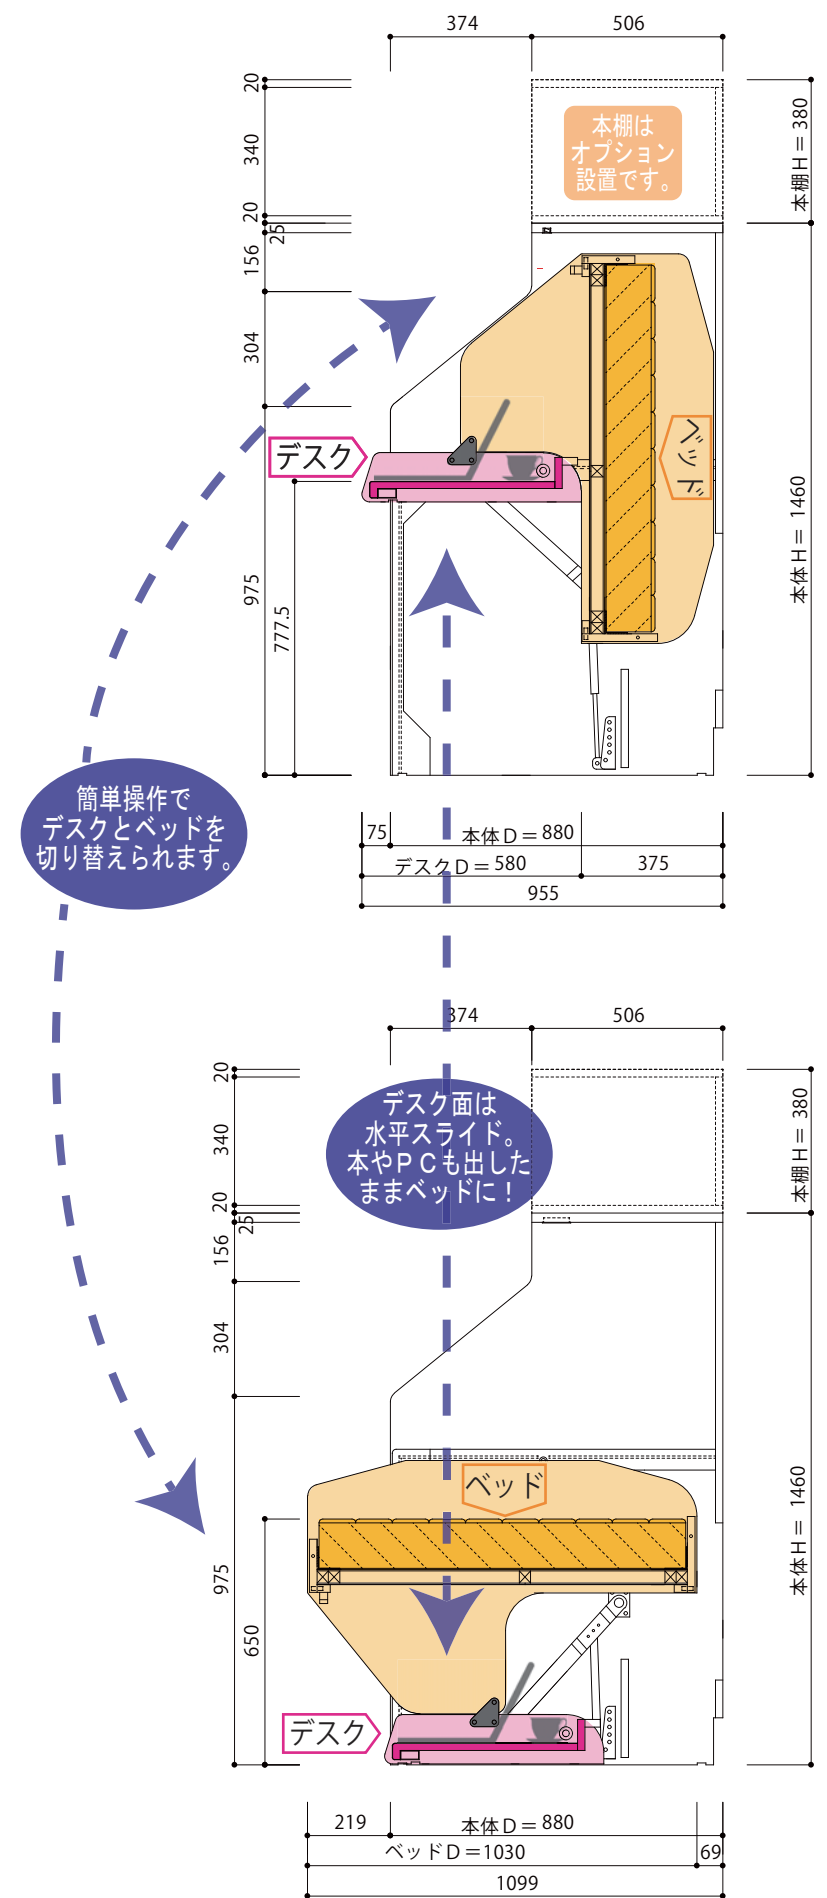 374
506
20
340
20
25
156
304
975
777.5
本棚は
オプション
設置です。
本棚H＝380
本体H＝1460
デスク
ベッド
簡単操作で
デスクとベッドを
切り替えられます。
75
本体D＝880
デスクD＝580
375
955
374
506
20
340
20
25
156
304
975
650
デスク面は
水平スライド。
本やＰＣも出した
ままベッドに！
本棚H＝380
本体H＝1460
ベッド
デスク
219
本体D＝880
ベッドD＝1030
69
1099